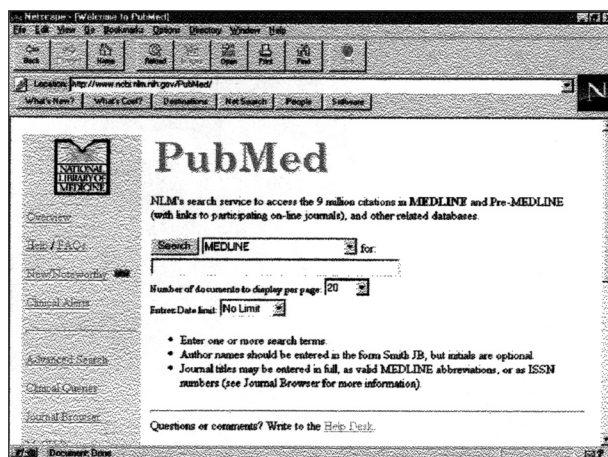 Netscape - [Welcome to PubMed]
File Edit View Go Bookmarks Options Directory Window Help
Back Home Reload Open Print Find
Location: http://www.ncbi.nlm.nih.gov/PubMed/
What's New? What's Cool? Destinations Net Search People Software
N
NATIONAL
LIBRARY OF
MEDICINE
PubMed
NLM's search service to access the 9 million citations in MEDLINE and Pre-MEDLINE
(with links to participating on-line journals), and other related databases.
Overview
Help / FAQs
New/Noteworthy
Clinical Alerts
Advanced Search
Clinical Queries
Journal Browser
Search MEDLINE for:
Number of documents to display per page: 20
Entrez Date limit: No Limit
• Enter one or more search terms.
• Author names should be entered in the form Smith JB, but initials are optional.
• Journal titles may be entered in full, as valid MEDLINE abbreviations, or as ISSN
numbers (see Journal Browser for more information).
Questions or comments? Write to the Help Desk.
Document: Done